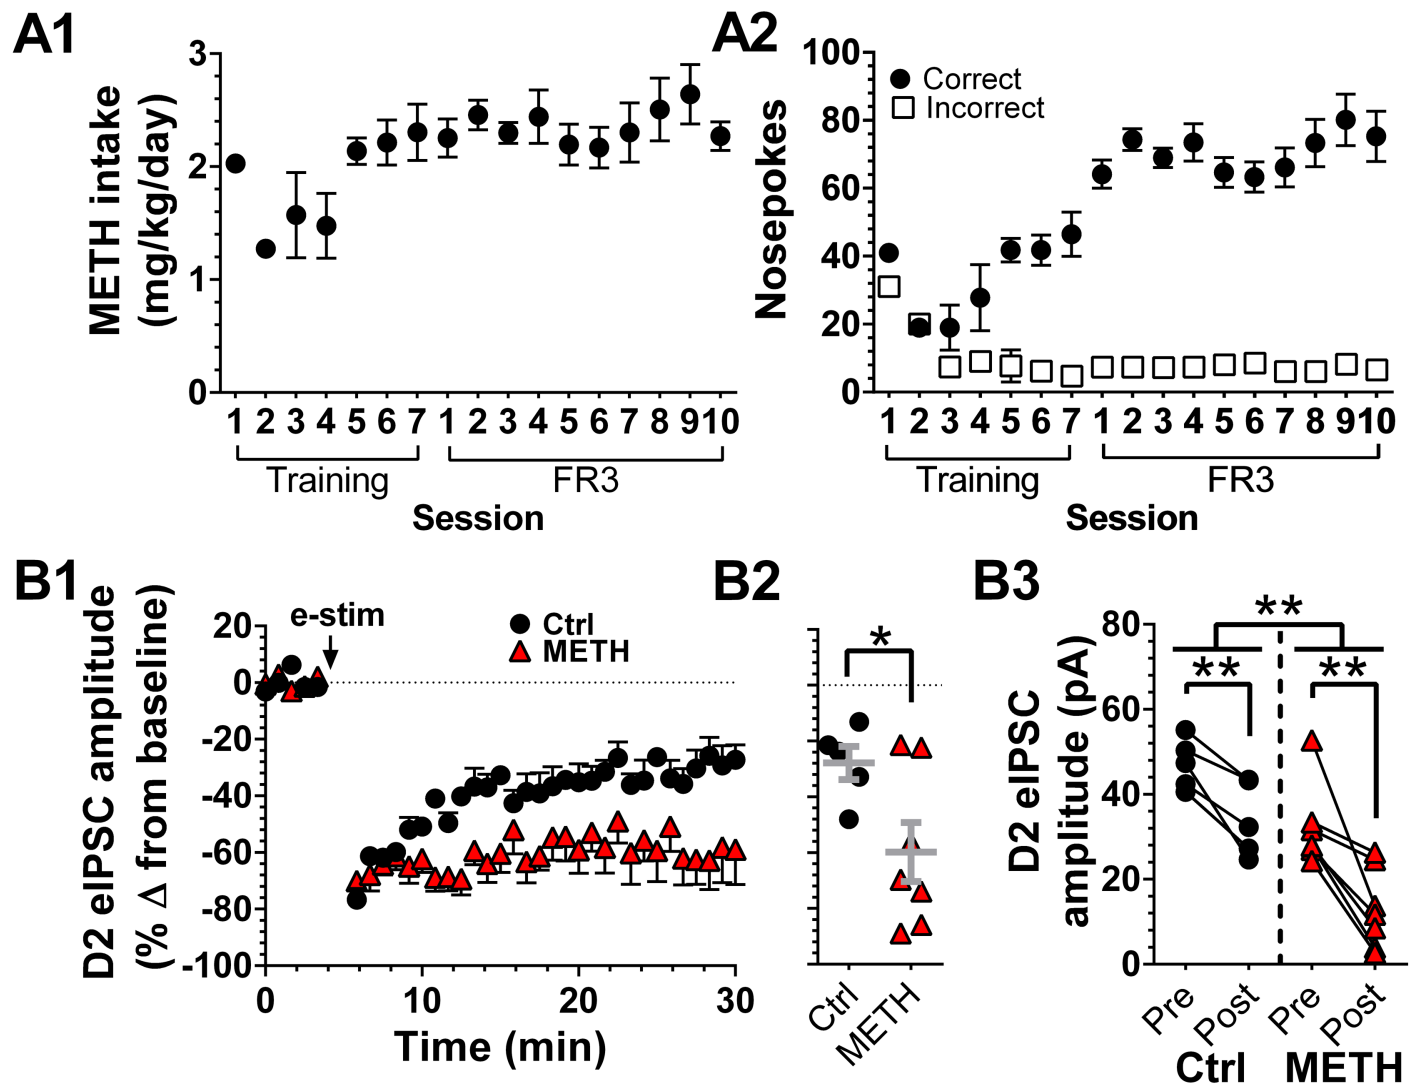 A1
METH intake
(mg/kg/day)
3
2
1
0
1 2 3 4 5 6 7 1 2 3 4 5 6 7 8 9 10
Training FR3
Session
A2
Nosepokes
100
80
60
40
20
0
Correct
Incorrect
1 2 3 4 5 6 7 1 2 3 4 5 6 7 8 9 10
Training FR3
Session
B1
D2 eIPSC amplitude
(% Δ from baseline)
20
0
-20
-40
-60
-80
-100
e-stim
Ctrl
METH
0 10 20 30
Time (min)
B2
*
Ctrl
METH
B3
D2 eIPSC
amplitude (pA)
80
60
40
20
0
**
** **
Pre Post Pre Post
Ctrl METH